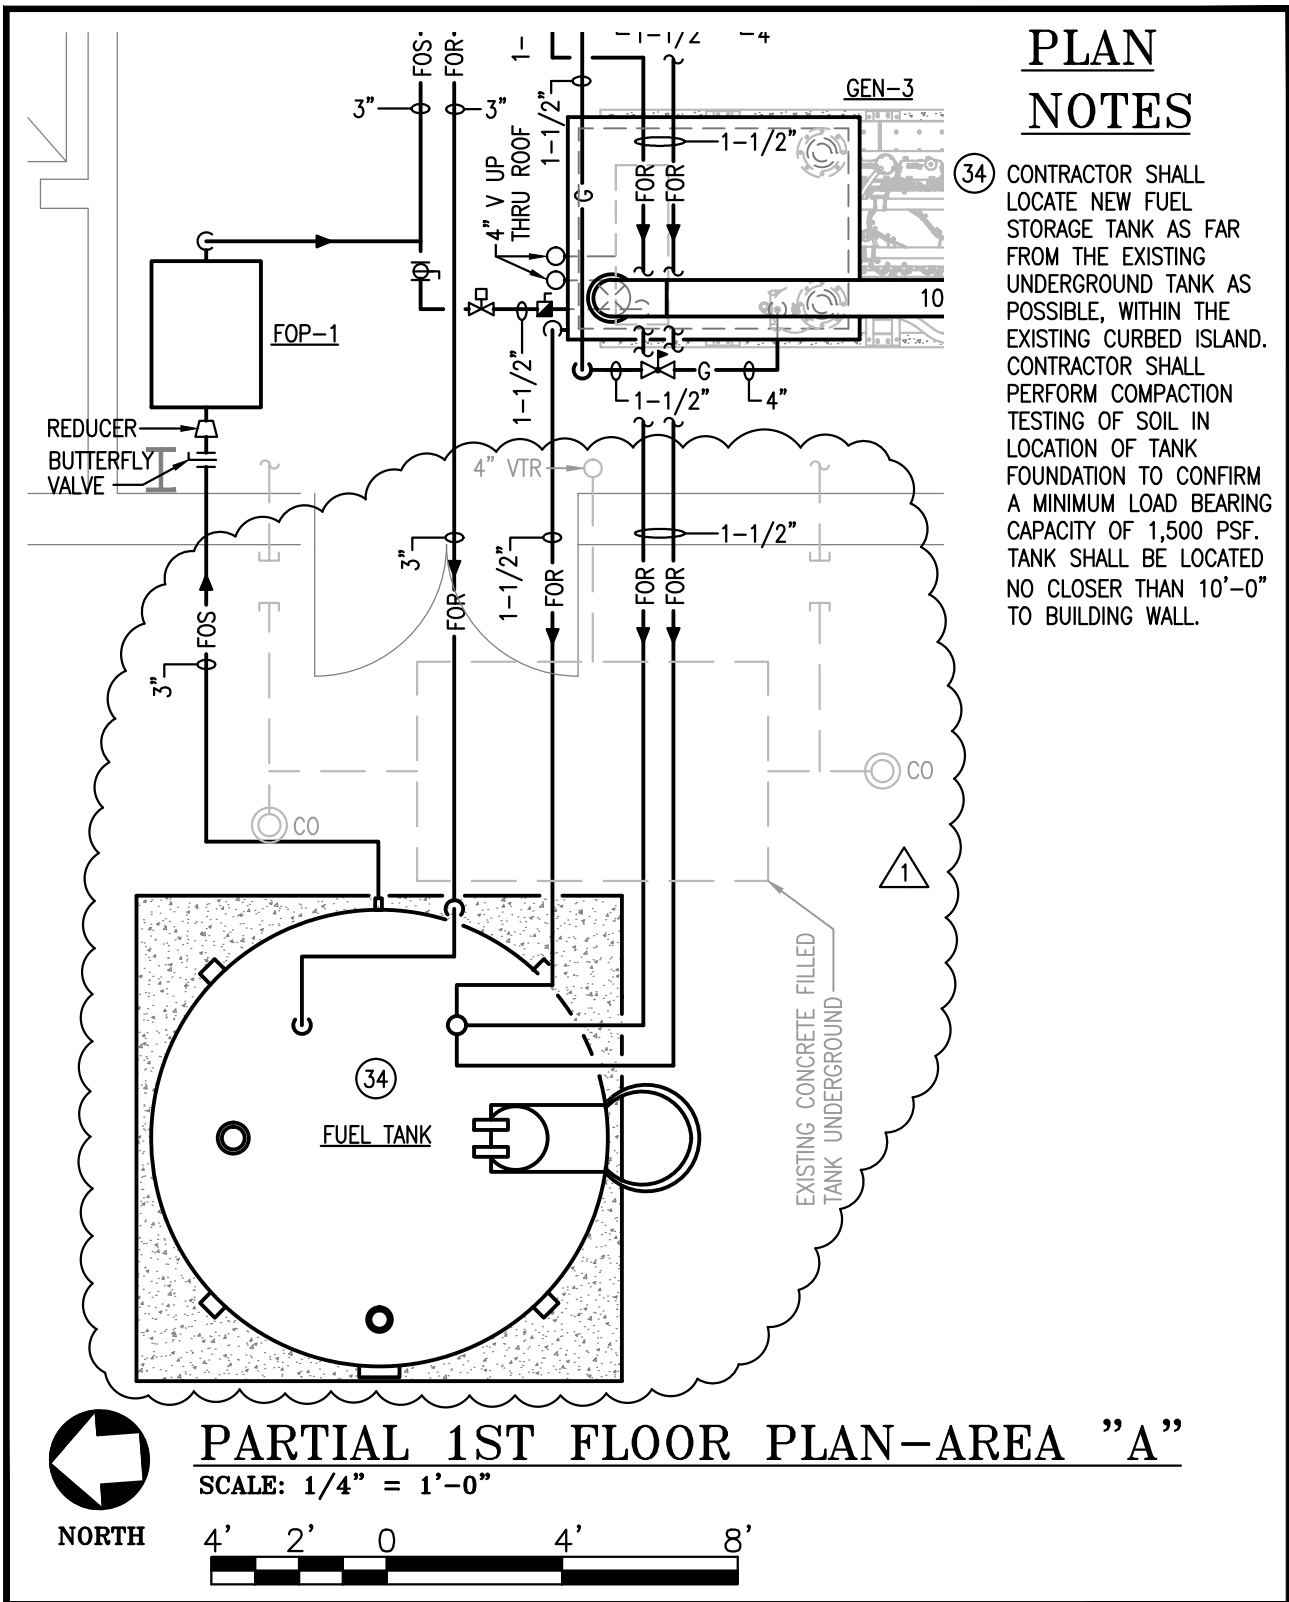 PLAN
NOTES
34 CONTRACTOR SHALL
LOCATE NEW FUEL
STORAGE TANK AS FAR
FROM THE EXISTING
UNDERGROUND TANK AS
POSSIBLE, WITHIN THE
EXISTING CURBED ISLAND.
CONTRACTOR SHALL
PERFORM COMPACTION
TESTING OF SOIL IN
LOCATION OF TANK
FOUNDATION TO CONFIRM
A MINIMUM LOAD BEARING
CAPACITY OF 1,500 PSF.
TANK SHALL BE LOCATED
NO CLOSER THAN 10'-0"
TO BUILDING WALL.
FOS
FOR
1-
1-1/2
-4
3"
3"
1-1/2"
GEN-3
1-1/2"
4" V UP
THRU ROOF
G
FOR
FOR
10
FOP-1
1-1/2"
G
1-1/2"
4"
REDUCER
BUTTERFLY
VALVE
4" VTR
3"
1-1/2"
1-1/2"
FOS
FOR
FOR
FOR
FOR
3"
CO
CO
1
EXISTING CONCRETE FILLED
TANK UNDERGROUND
34
FUEL TANK
PARTIAL 1ST FLOOR PLAN-AREA "A"
SCALE: 1/4" = 1'-0"
NORTH
4' 2' 0 4' 8'